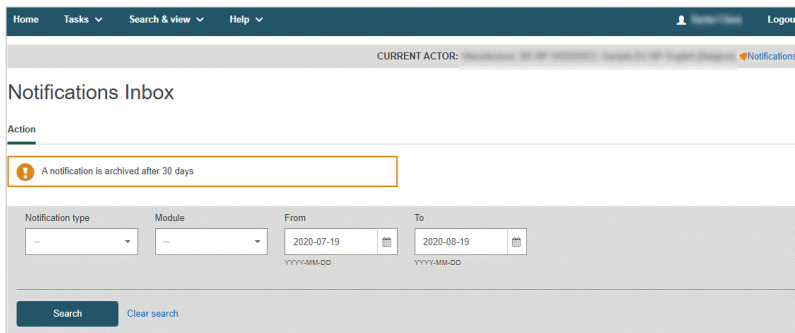 Home Tasks Search & view Help Logou
CURRENT ACTOR: Notifications
Notifications Inbox
Action
A notification is archived after 30 days
Notification type Module From To
-- -- 2020-07-19 2020-08-19
YYYY-MM-DD YYYY-MM-DD
Search Clear search